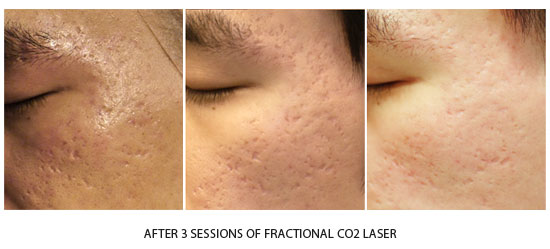 AFTER 3 SESSIONS OF FRACTIONAL CO2 LASER